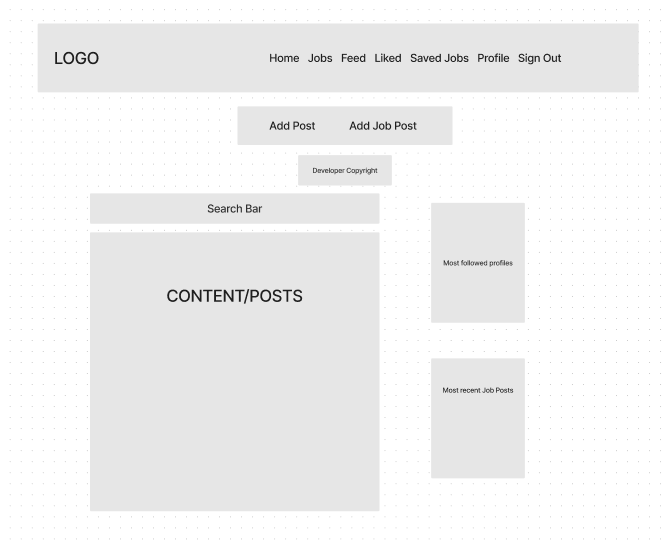 LOGO
Home Jobs Feed Liked Saved Jobs Profile Sign Out
Add Post Add Job Post
Developer Copyright
Search Bar
Most followed profiles
CONTENT/POSTS
Most recent Job Posts